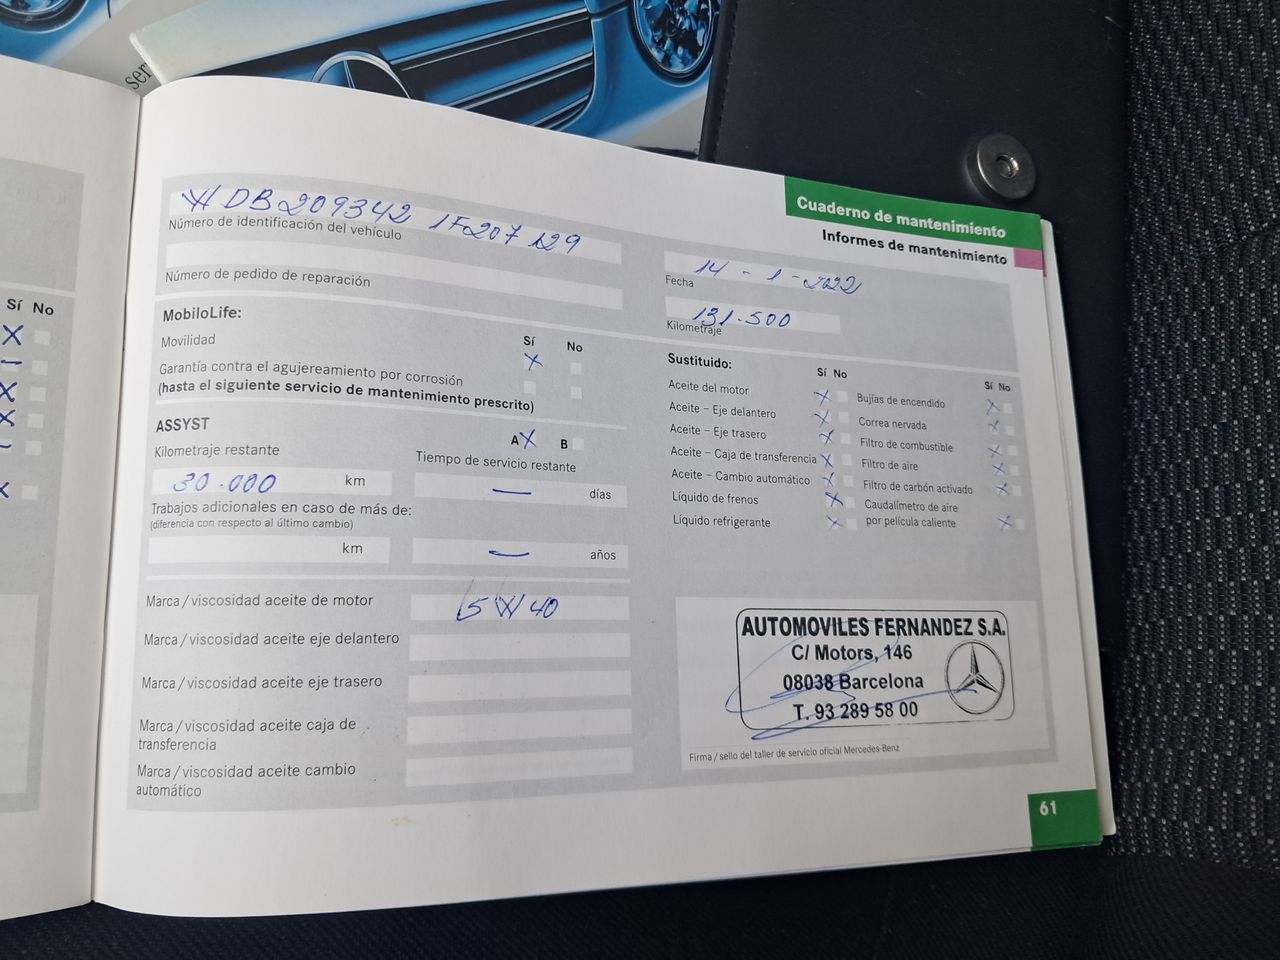 ser
Cuaderno de mantenimiento
Informes de mantenimiento
WDB209342 1F207129
Número de identificación del vehículo
Número de pedido de reparación
14 - 1 - 2022
Fecha
131.500
Kilometraje
MobiloLife:
Sí No
Movilidad X
Garantía contra el agujereamiento por corrosión
(hasta el siguiente servicio de mantenimiento prescrito)
ASSYST
A X B
Kilometraje restante
30.000 km
Tiempo de servicio restante
— días
Trabajos adicionales en caso de más de:
(diferencia con respecto al último cambio)
km
— años
Marca / viscosidad aceite de motor 5W40
Marca / viscosidad aceite eje delantero
Marca / viscosidad aceite eje trasero
Marca / viscosidad aceite caja de
transferencia
Marca / viscosidad aceite cambio
automático
Sustituido:
Sí No
Aceite del motor X
Aceite – Eje delantero X
Aceite – Eje trasero X
Aceite – Caja de transferencia X
Aceite – Cambio automático X
Líquido de frenos X
Líquido refrigerante X
Sí No
Bujías de encendido X
Correa nervada X
Filtro de combustible X
Filtro de aire X
Filtro de carbón activado X
Caudalímetro de aire
por película caliente X
AUTOMOVILES FERNANDEZ S.A.
C/ Motors, 146
08038 Barcelona
T. 93 289 58 00
Firma / sello del taller de servicio oficial Mercedes-Benz
61
Sí No
X
—
X
X
—
X